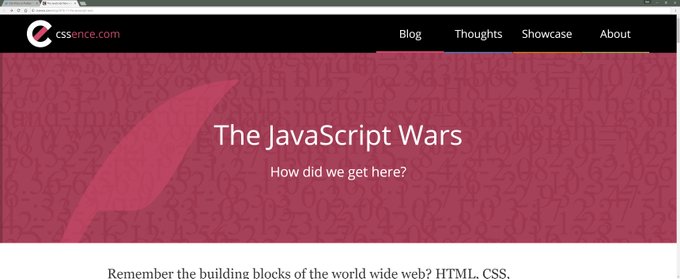 cssence.com
Blog
Thoughts
Showcase
About
The JavaScript Wars
How did we get here?
Remember the building blocks of the world wide web? HTML, CSS,